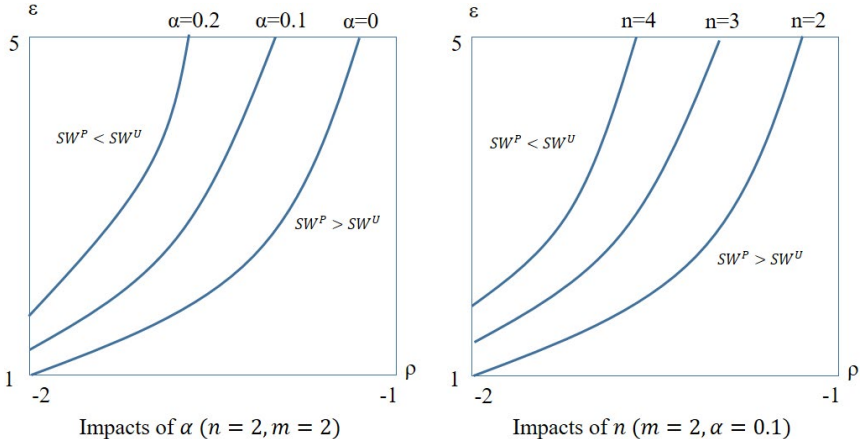 ε
α=0.2 α=0.1 α=0
5
SW^P < SW^U
SW^P > SW^U
1
-2 -1 ρ
Impacts of α (n = 2, m = 2)
ε
n=4 n=3 n=2
5
SW^P < SW^U
SW^P > SW^U
1
-2 -1 ρ
Impacts of n (m = 2, α = 0.1)